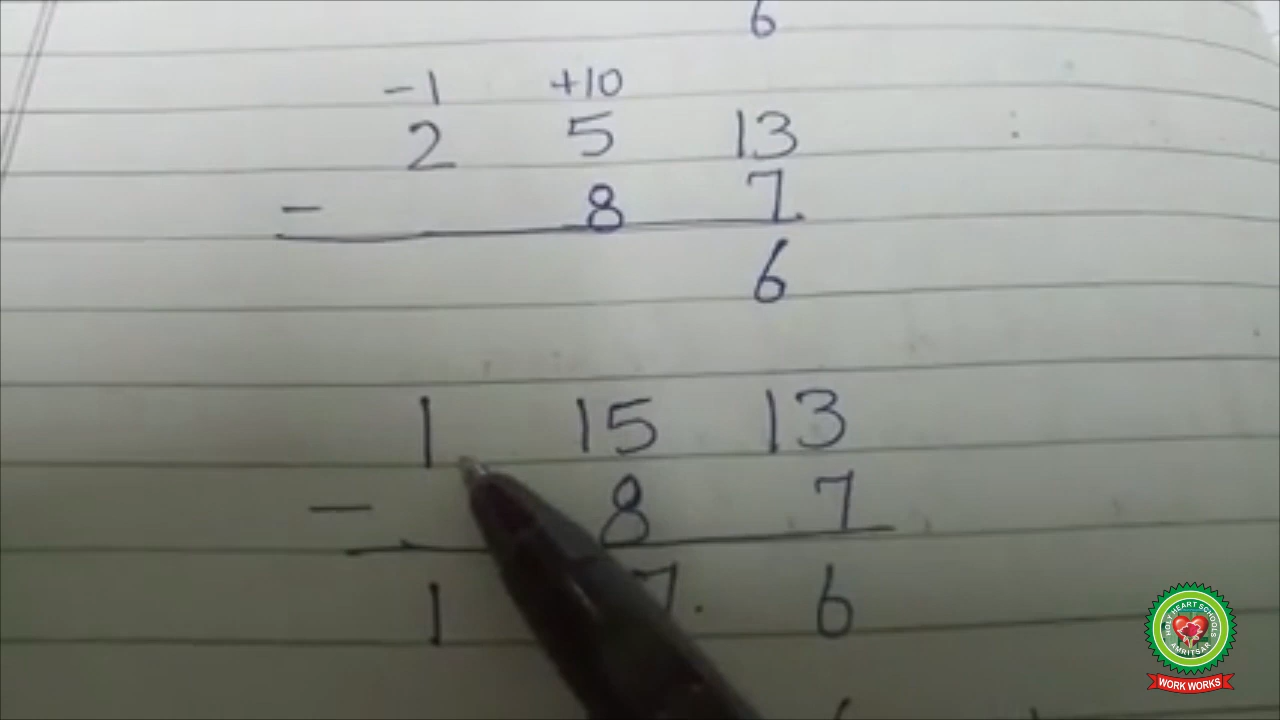 6
-1 +10
2 5 13
- 8 7
6
1 15 13
- 8 7
1 7 6
HOLY HEART SCHOOLS
AMRITSAR
WORK WORKS